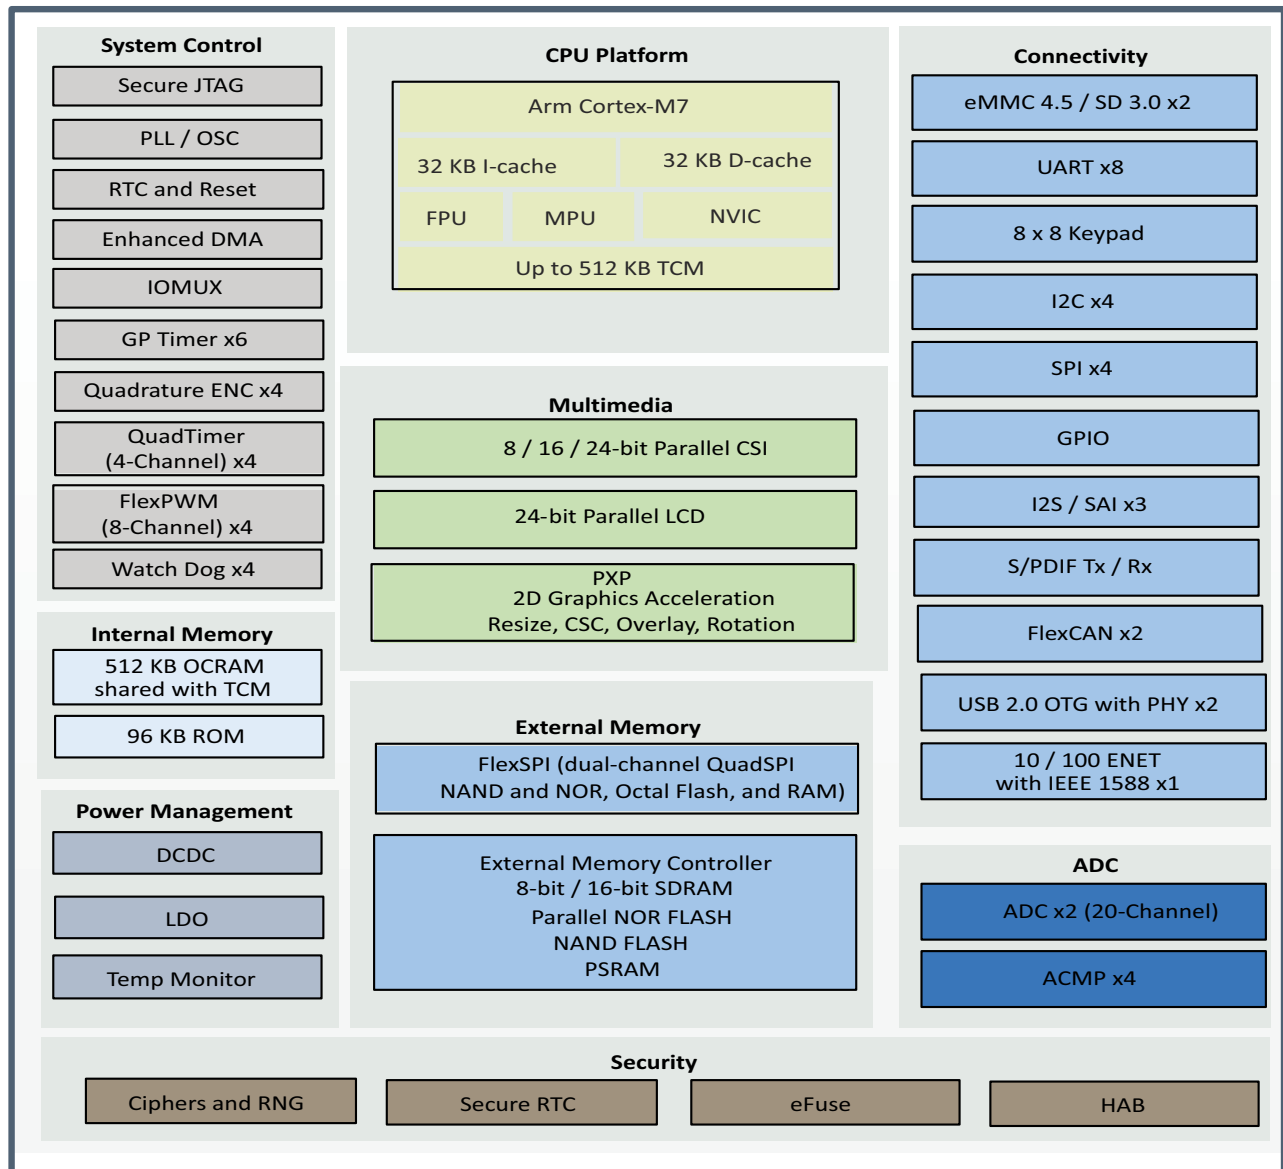 System Control
Secure JTAG
PLL / OSC
RTC and Reset
Enhanced DMA
IOMUX
GP Timer x6
Quadrature ENC x4
QuadTimer
(4-Channel) x4
FlexPWM
(8-Channel) x4
Watch Dog x4
Internal Memory
512 KB OCRAM
shared with TCM
96 KB ROM
Power Management
DCDC
LDO
Temp Monitor
CPU Platform
Arm Cortex-M7
32 KB I-cache
32 KB D-cache
FPU
MPU
NVIC
Up to 512 KB TCM
Multimedia
8 / 16 / 24-bit Parallel CSI
24-bit Parallel LCD
PXP
2D Graphics Acceleration
Resize, CSC, Overlay, Rotation
External Memory
FlexSPI (dual-channel QuadSPI
NAND and NOR, Octal Flash, and RAM)
External Memory Controller
8-bit / 16-bit SDRAM
Parallel NOR FLASH
NAND FLASH
PSRAM
Connectivity
eMMC 4.5 / SD 3.0 x2
UART x8
8 x 8 Keypad
I2C x4
SPI x4
GPIO
I2S / SAI x3
S/PDIF Tx / Rx
FlexCAN x2
USB 2.0 OTG with PHY x2
10 / 100 ENET
with IEEE 1588 x1
ADC
ADC x2 (20-Channel)
ACMP x4
Security
Ciphers and RNG
Secure RTC
eFuse
HAB